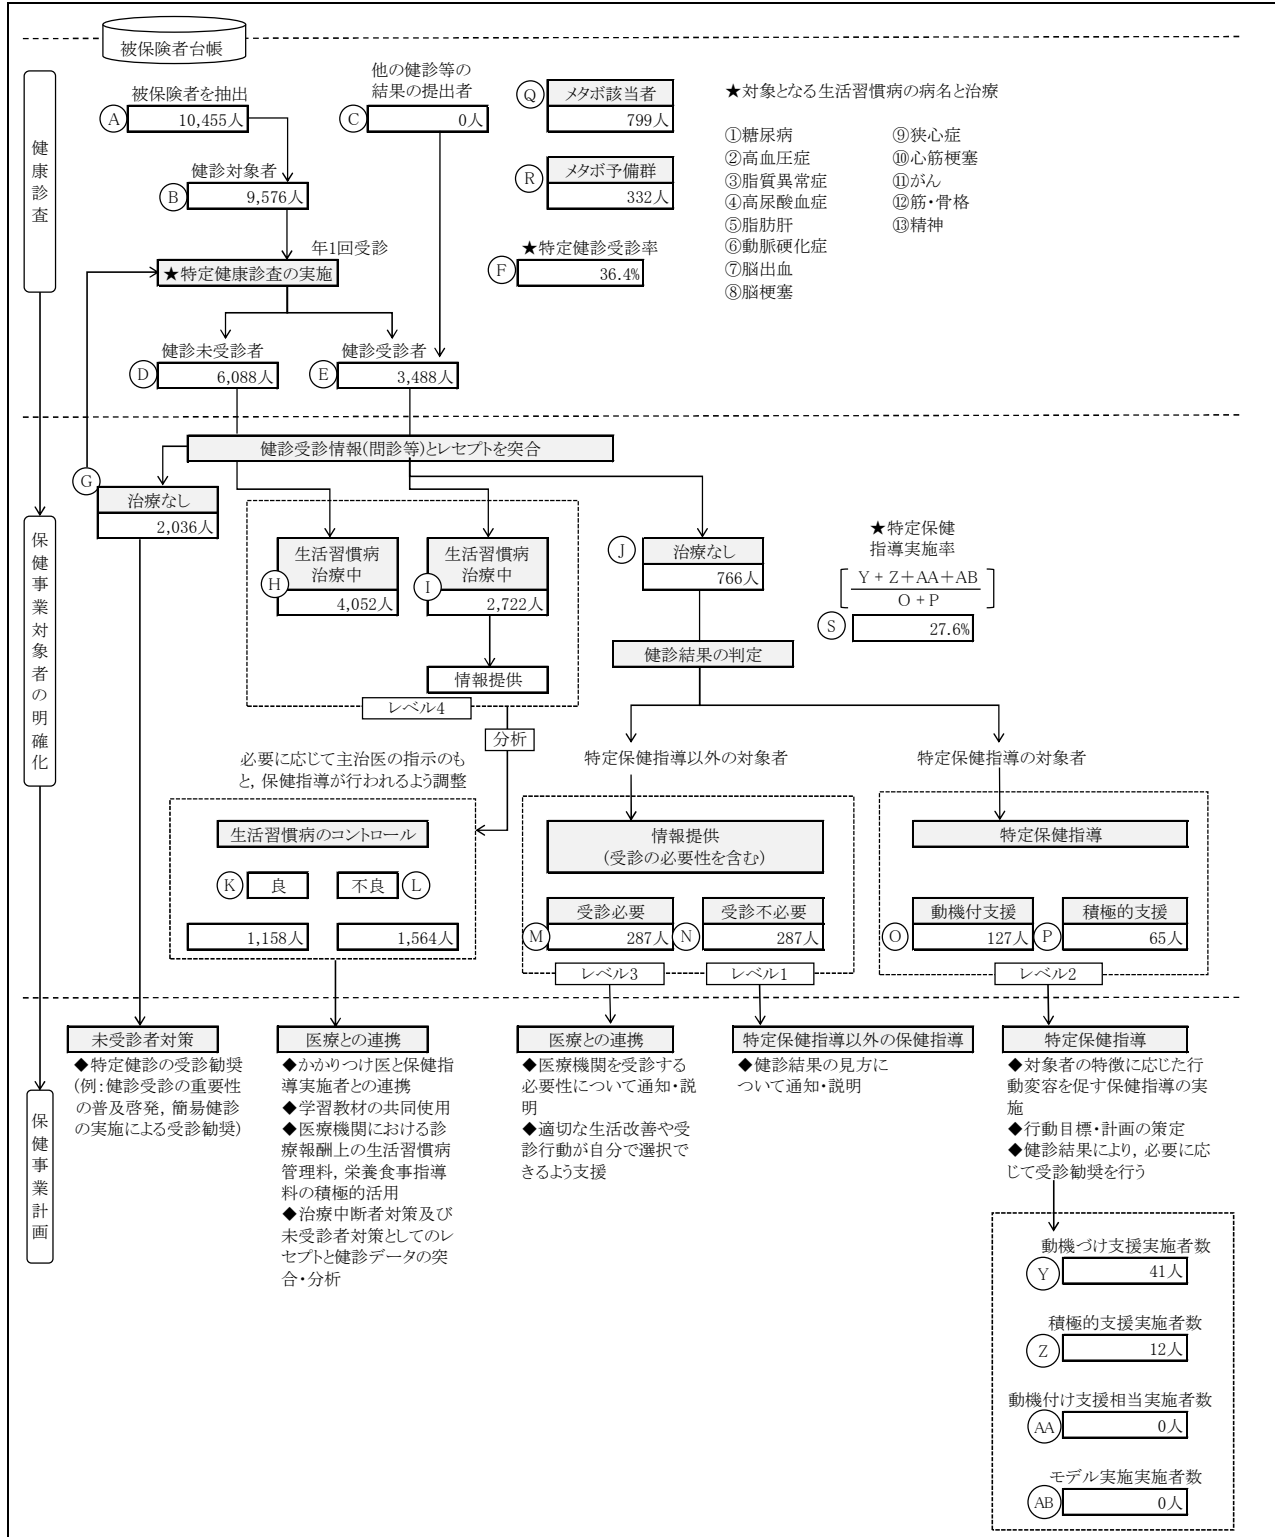 被保険者台帳
健康診査
被保険者を抽出
A
10,455人
他の健診等の
結果の提出者
C
0人
健診対象者
B
9,576人
年1回受診
★特定健康診査の実施
Q
メタボ該当者
799人
R
メタボ予備群
332人
★特定健診受診率
F
36.4%
★対象となる生活習慣病の病名と治療
①糖尿病
②高血圧症
③脂質異常症
④高尿酸血症
⑤脂肪肝
⑥動脈硬化症
⑦脳出血
⑧脳梗塞
⑨狭心症
⑩心筋梗塞
⑪がん
⑫筋・骨格
⑬精神
健診未受診者
D
6,088人
健診受診者
E
3,488人
保健事業対象者の明確化
健診受診情報(問診等)とレセプトを突合
G
治療なし
2,036人
生活習慣病
治療中
H
4,052人
生活習慣病
治療中
I
2,722人
情報提供
レベル4
分析
J
治療なし
766人
健診結果の判定
★特定保健
指導実施率
Y + Z+AA+AB
O + P
S
27.6%
必要に応じて主治医の指示のも
と, 保健指導が行われるよう調整
生活習慣病のコントロール
K
良
不良
L
1,158人
1,564人
特定保健指導以外の対象者
情報提供
(受診の必要性を含む)
受診必要
M
287人
受診不必要
N
287人
レベル3
レベル1
特定保健指導の対象者
特定保健指導
動機付支援
O
127人
積極的支援
P
65人
レベル2
保健事業計画
未受診者対策
◆特定健診の受診勧奨
(例:健診受診の重要性
の普及啓発, 簡易健診
の実施による受診勧奨)
医療との連携
◆かかりつけ医と保健指
導実施者との連携
◆学習教材の共同使用
◆医療機関における診
療報酬上の生活習慣病
管理料, 栄養食事指導
料の積極的活用
◆治療中断者対策及び
未受診者対策としてのレ
セプトと健診データの突
合・分析
医療との連携
◆医療機関を受診する
必要性について通知・説
明
◆適切な生活改善や受
診行動が自分で選択で
きるよう支援
特定保健指導以外の保健指導
◆健診結果の見方に
ついて通知・説明
特定保健指導
◆対象者の特徴に応じた行
動変容を促す保健指導の実
施
◆行動目標・計画の策定
◆健診結果により, 必要に応
じて受診勧奨を行う
動機づけ支援実施者数
Y
41人
積極的支援実施者数
Z
12人
動機付け支援相当実施者数
AA
0人
モデル実施実施者数
AB
0人